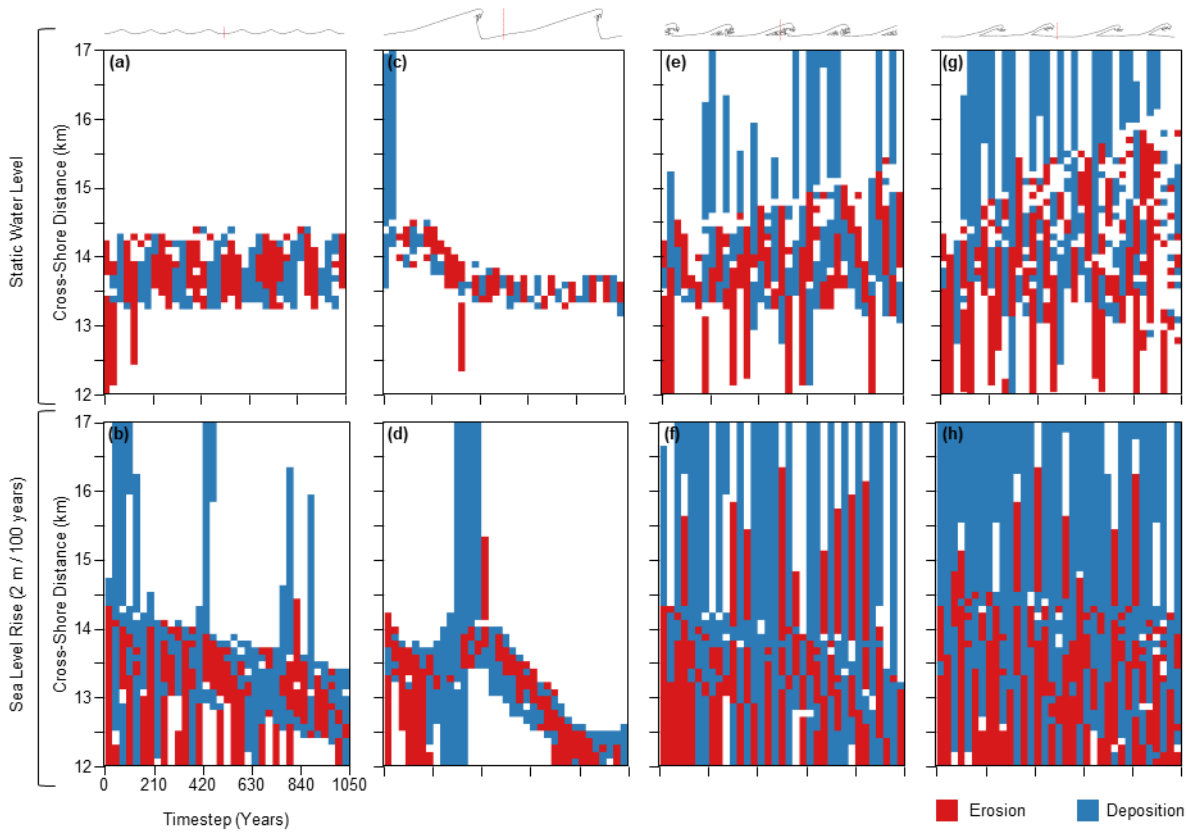 (a) (c) (e) (g)
17
16
15
14
13
12
Static Water Level
Cross-Shore Distance (km)
(b) (d) (f) (h)
17
16
15
14
13
12
Sea Level Rise (2 m / 100 years)
Cross-Shore Distance (km)
0 210 420 630 840 1050
Timestep (Years)
Erosion Deposition